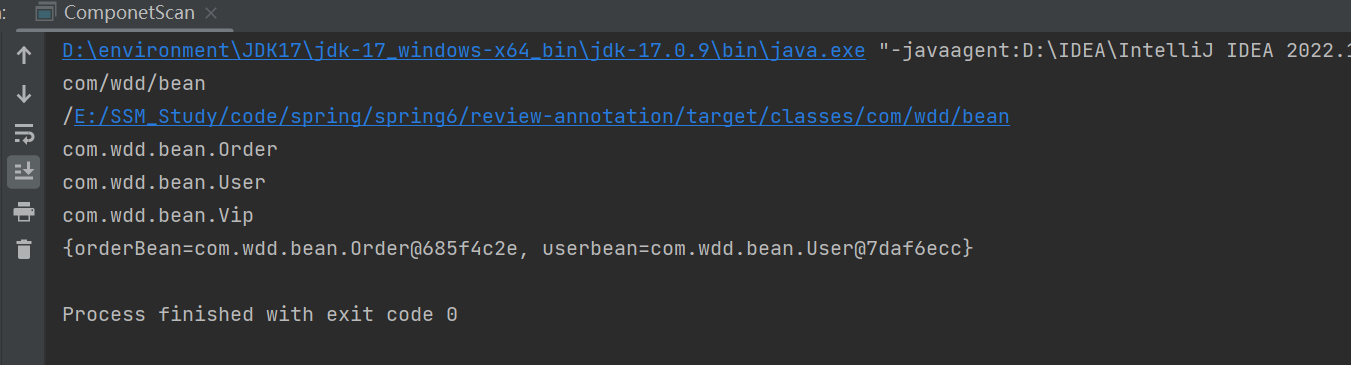 : ComponetScan
D:\environment\JDK17\jdk-17_windows-x64_bin\jdk-17.0.9\bin\java.exe "-javaagent:D:\IDEA\IntelliJ IDEA 2022.1
com/wdd/bean
/E:/SSM_Study/code/spring/spring6/review-annotation/target/classes/com/wdd/bean
com.wdd.bean.Order
com.wdd.bean.User
com.wdd.bean.Vip
{orderBean=com.wdd.bean.Order@685f4c2e, userbean=com.wdd.bean.User@7daf6ecc}
Process finished with exit code 0